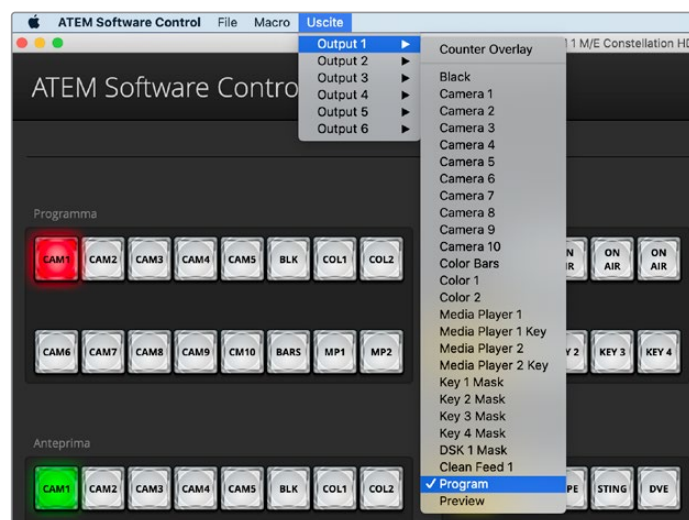 ATEM Software Control File Macro Uscite
1 M/E Constellation HD
ATEM Software Contro
Output 1
Output 2
Output 3
Output 4
Output 5
Output 6
Counter Overlay
Black
Camera 1
Camera 2
Camera 3
Camera 4
Camera 5
Camera 6
Camera 7
Camera 8
Camera 9
Camera 10
Color Bars
Color 1
Color 2
Media Player 1
Media Player 1 Key
Media Player 2
Media Player 2 Key
Key 1 Mask
Key 2 Mask
Key 3 Mask
Key 4 Mask
DSK 1 Mask
Clean Feed 1
✓ Program
Preview
Programma
CAM1 CAM2 CAM3 CAM4 CAM5 BLK COL1 COL2
ON AIR ON AIR
CAM6 CAM7 CAM8 CAM9 CM10 BARS MP1 MP2
Y 2 KEY 3 KEY 4
Anteprima
CAM1 CAM2 CAM3 CAM4 CAM5 BLK COL1 COL2
PE STING DVE